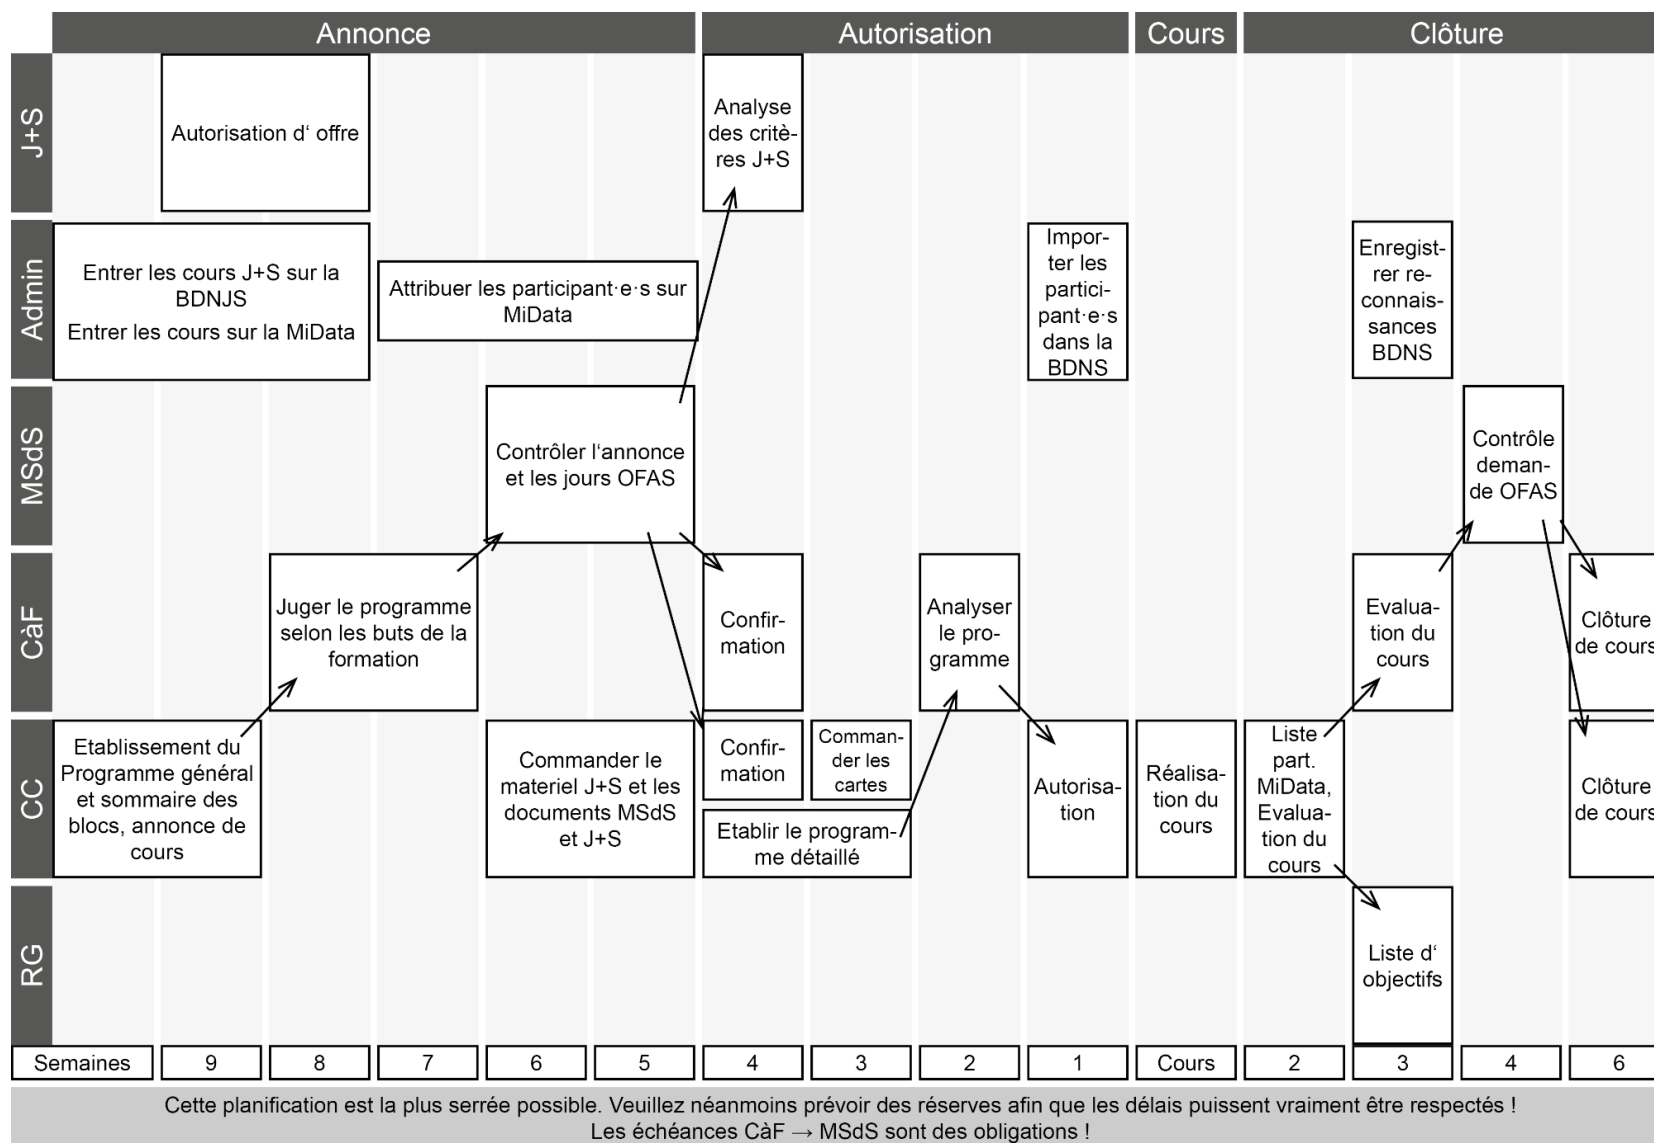 Annonce
Autorisation
Cours
Clôture
J+S
Autorisation d‘ offre
Analyse
des critè-
res J+S
Admin
Entrer les cours J+S sur la
BDNJS
Entrer les cours sur la MiData
Attribuer les participant·e·s sur
MiData
Impor-
ter les
partici-
pant·e·s
dans la
BDNS
Enregist-
rer re-
connais-
sances
BDNS
MSdS
Contrôler l‘annonce
et les jours OFAS
Contrôle
deman-
de OFAS
CàF
Juger le programme
selon les buts de la
formation
Confir-
mation
Analyser
le pro-
gramme
Evalua-
tion du
cours
Clôture
de cours
CC
Etablissement du
Programme général
et sommaire des
blocs, annonce de
cours
Commander le
materiel J+S et les
documents MSdS
et J+S
Confir-
mation
Comman-
der les
cartes
Etablir le program-
me détaillé
Autorisa-
tion
Réalisa-
tion du
cours
Liste
part.
MiData,
Evalua-
tion du
cours
Clôture
de cours
RG
Liste d‘
objectifs
Semaines
9
8
7
6
5
4
3
2
1
Cours
2
3
4
6
Cette planification est la plus serrée possible. Veuillez néanmoins prévoir des réserves afin que les délais puissent vraiment être respectés !
Les échéances CàF → MSdS sont des obligations !